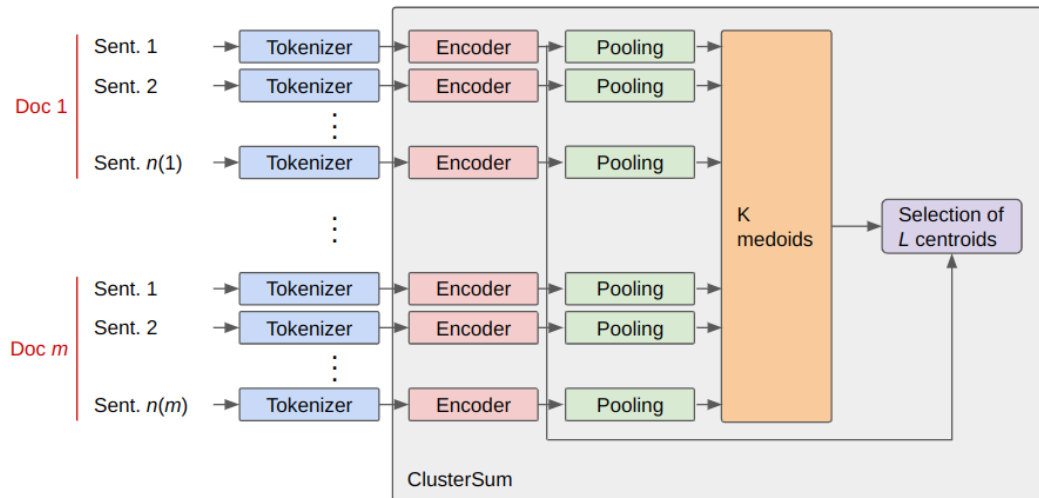 Sent. 1 Tokenizer Encoder Pooling
Sent. 2 Tokenizer Encoder Pooling
Doc 1
Sent. n(1) Tokenizer Encoder Pooling
K
medoids
Selection of
L centroids
Sent. 1 Tokenizer Encoder Pooling
Sent. 2 Tokenizer Encoder Pooling
Doc m
Sent. n(m) Tokenizer Encoder Pooling
ClusterSum